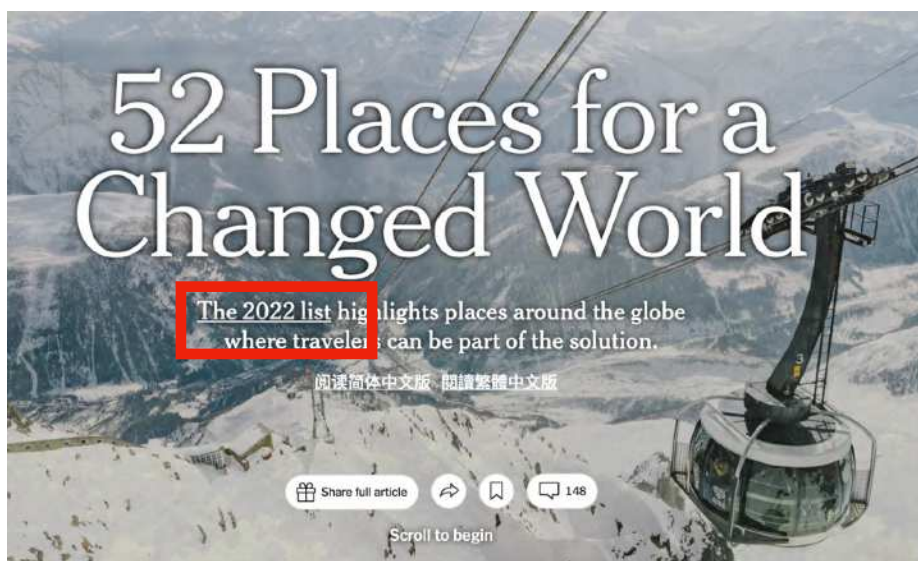 52 Places for a
Changed World
The 2022 list highlights places around the globe
where travelers can be part of the solution.
阅读简体中文版 閱讀繁體中文版
Share full article 148
Scroll to begin
3